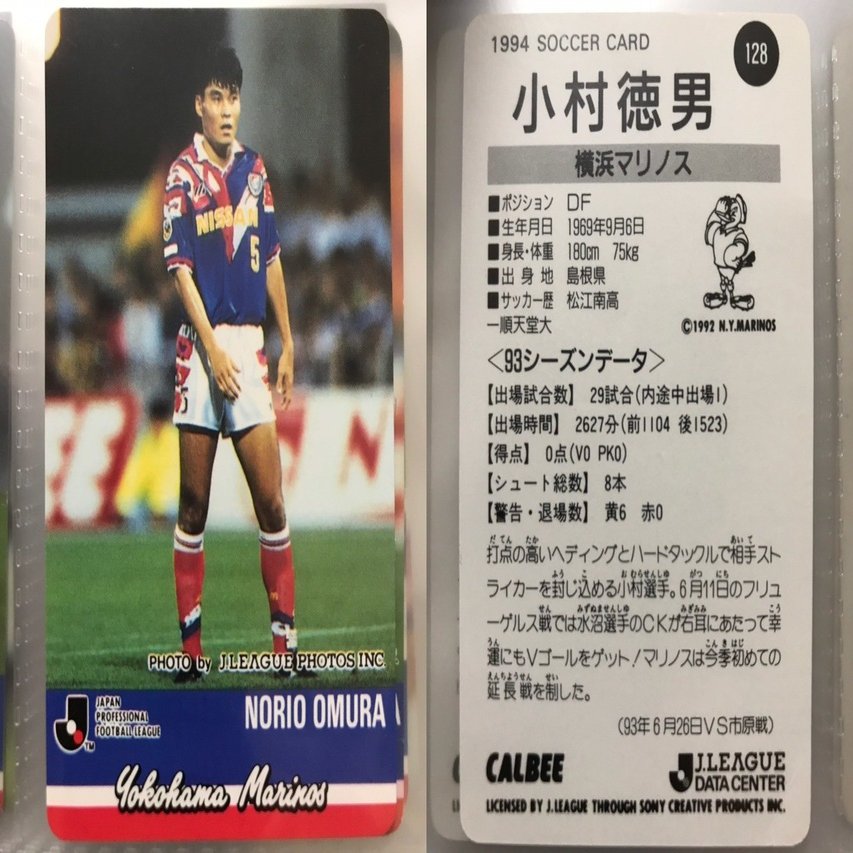 NISSAN
5
PHOTO by J.LEAGUE PHOTOS INC.
JAPAN
PROFESSIONAL
FOOTBALL LEAGUE
TM
NORIO OMURA
Yokohama Marinos
1994 SOCCER CARD
128
小村徳男
横浜マリノス
■ポジション DF
■生年月日 1969年9月6日
■身長・体重 180cm 75kg
■出身地 島根県
■サッカー歴 松江南高
―順天堂大
©1992 N.Y.MARINOS
<93シーズンデータ>
【出場試合数】 29試合(内途中出場1)
【出場時間】 2627分(前1104 後1523)
【得点】 0点(V0 PK0)
【シュート総数】 8本
【警告・退場数】 黄6 赤0
打点の高いヘディングとハードタックルで相手スト
ライカーを封じ込める小村選手。6月11日のフリュ
ーゲルス戦では水沼選手のCKが右耳にあたって幸
運にもVゴールをゲット!マリノスは今季初めての
延長戦を制した。
(93年6月26日VS市原戦)
CALBEE
J.LEAGUE
DATA CENTER
LICENSED BY J.LEAGUE THROUGH SONY CREATIVE PRODUCTS INC.